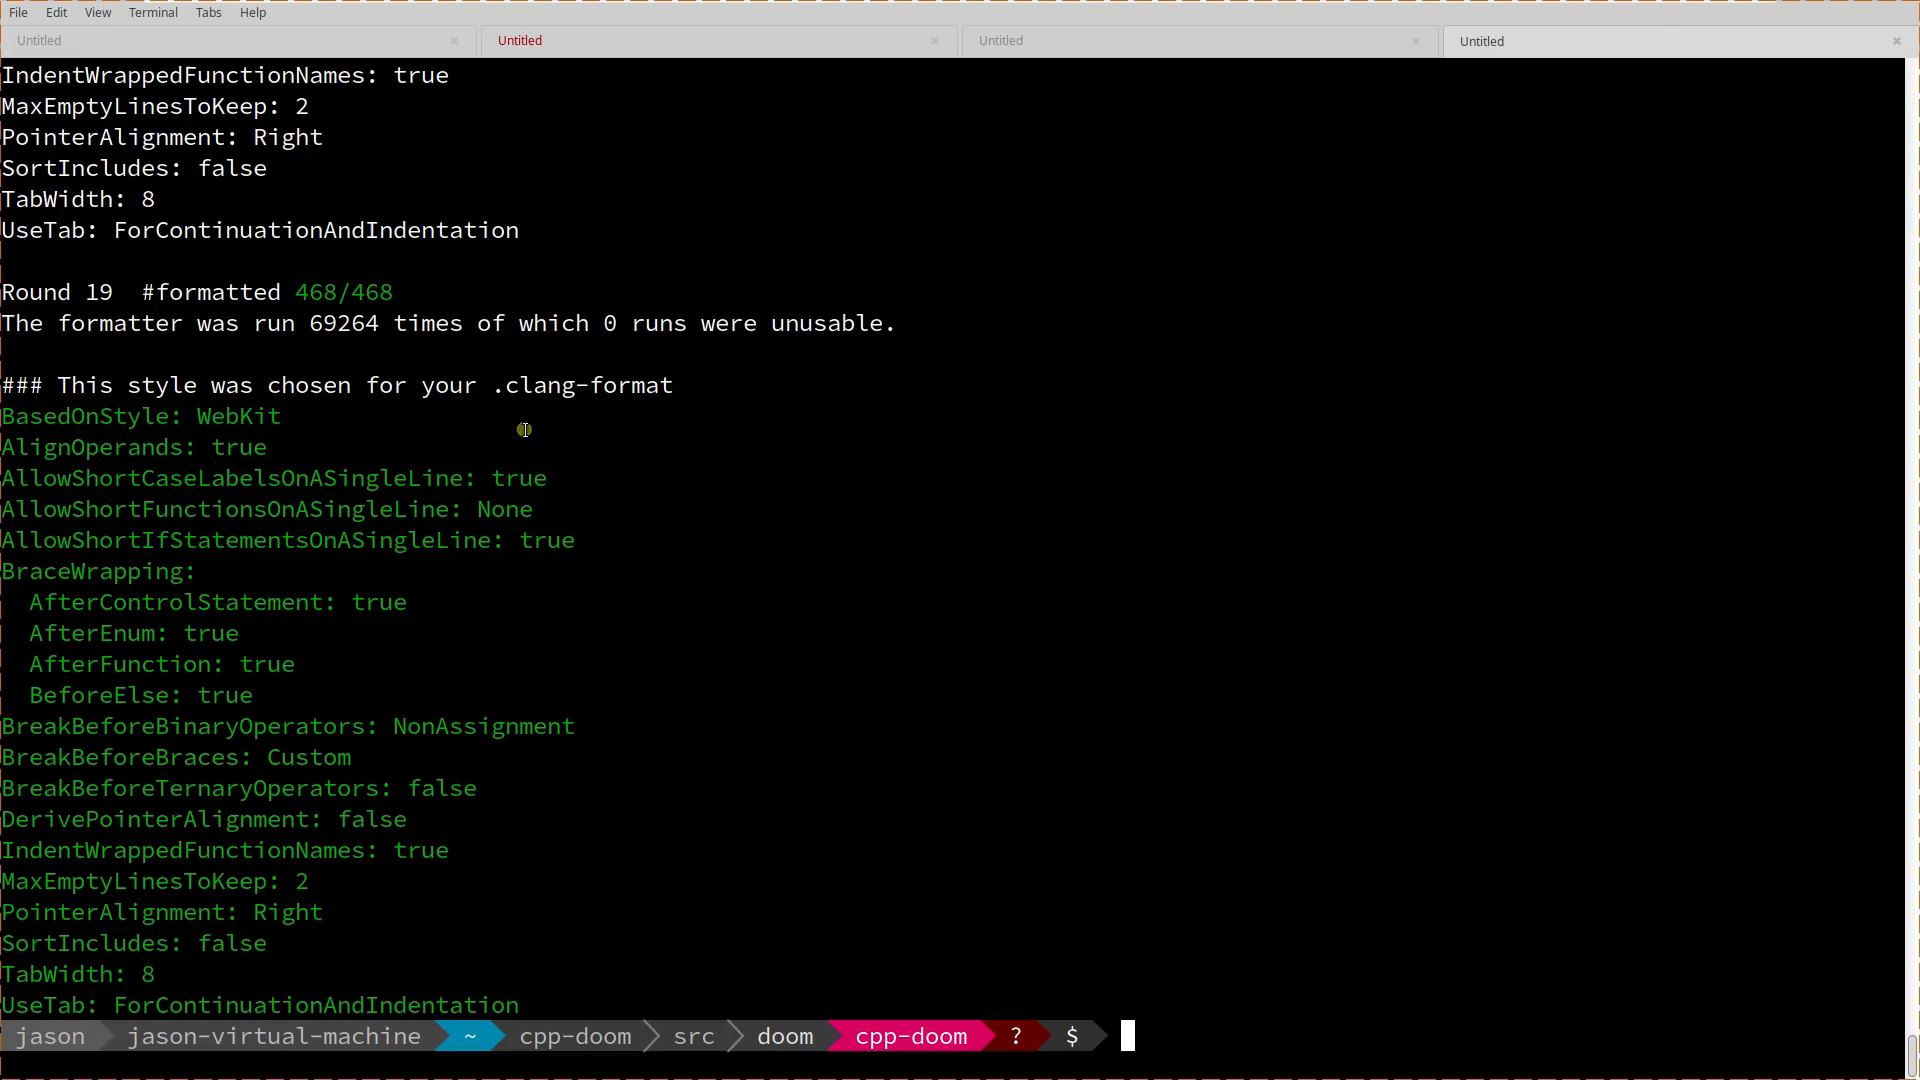 File Edit View Terminal Tabs Help
Untitled Untitled Untitled Untitled
IndentWrappedFunctionNames: true
MaxEmptyLinesToKeep: 2
PointerAlignment: Right
SortIncludes: false
TabWidth: 8
UseTab: ForContinuationAndIndentation
Round 19  #formatted 468/468
The formatter was run 69264 times of which 0 runs were unusable.
### This style was chosen for your .clang-format
BasedOnStyle: WebKit
AlignOperands: true
AllowShortCaseLabelsOnASingleLine: true
AllowShortFunctionsOnASingleLine: None
AllowShortIfStatementsOnASingleLine: true
BraceWrapping:
  AfterControlStatement: true
  AfterEnum: true
  AfterFunction: true
  BeforeElse: true
BreakBeforeBinaryOperators: NonAssignment
BreakBeforeBraces: Custom
BreakBeforeTernaryOperators: false
DerivePointerAlignment: false
IndentWrappedFunctionNames: true
MaxEmptyLinesToKeep: 2
PointerAlignment: Right
SortIncludes: false
TabWidth: 8
UseTab: ForContinuationAndIndentation
jason jason-virtual-machine ~ cpp-doom src doom cpp-doom ? $